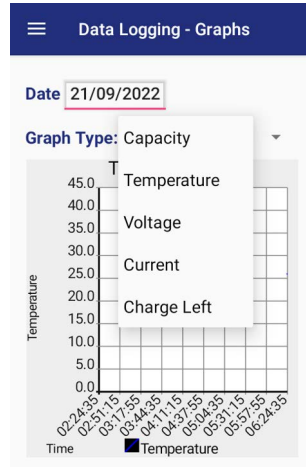 Data Logging - Graphs
Date 21/09/2022
Graph Type:
Capacity
Temperature
Voltage
Current
Charge Left
T
45.0
40.0
35.0
30.0
25.0
20.0
15.0
10.0
5.0
0.0
Temperature
02:24:35 02:51:15 03:17:55 03:44:35 04:11:15 04:37:55 05:04:35 05:31:15 05:57:55 06:24:35
Time
Temperature